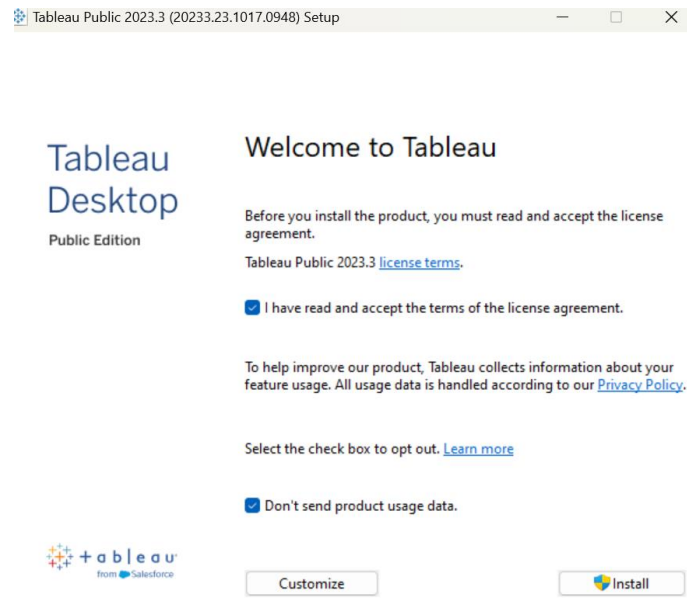 Tableau Public 2023.3 (20233.23.1017.0948) Setup
Tableau
Desktop
Public Edition
Welcome to Tableau
Before you install the product, you must read and accept the license
agreement.
Tableau Public 2023.3 license terms.
I have read and accept the terms of the license agreement.
To help improve our product, Tableau collects information about your
feature usage. All usage data is handled according to our Privacy Policy.
Select the check box to opt out. Learn more
Don't send product usage data.
+ableau
from Salesforce
Customize
Install